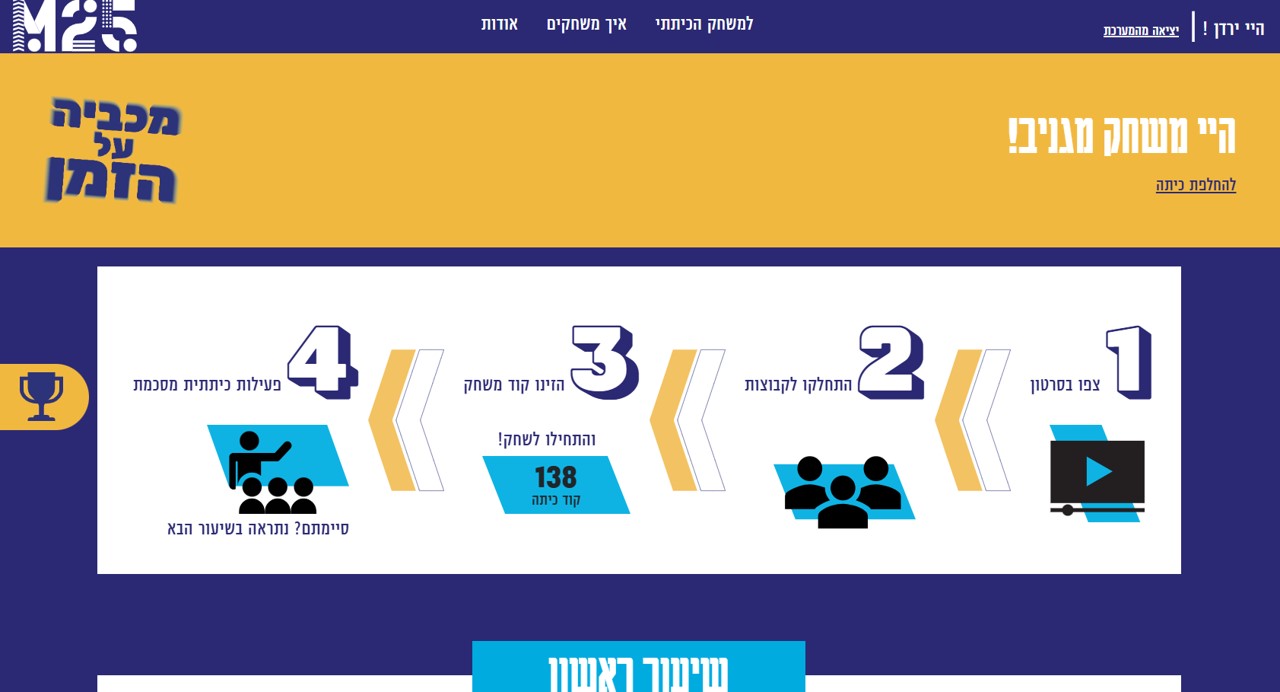 היי ירדן !
יציאה מהמערכת
למשחק הכיתתי
איך משחקים
אודות
M25
היי משחק מגניב!
להחלפת כיתה
מכביה
על
הזמן
1 צפו בסרטון
2 התחלקו לקבוצות
3 הזינו קוד משחק
והתחילו לשחק!
138
קוד כיתה
4 פעילות כיתתית מסכמת
סיימתם? נתראה בשיעור הבא
שיעור ראשון